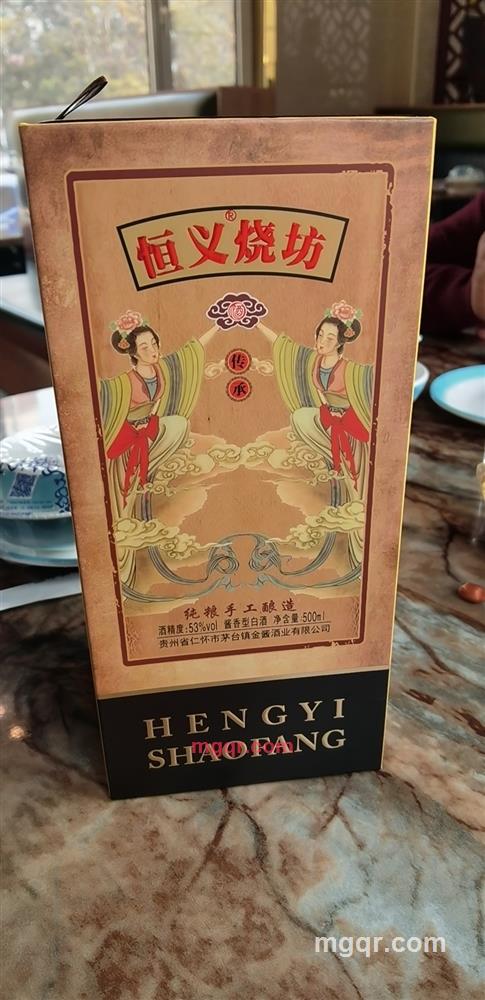 恒义烧坊
®
酒
传
承
纯粮手工酿造
酒精度:53%vol 酱香型白酒 净含量:500ml
贵州省仁怀市茅台镇金酱酒业有限公司
HENGYI
SHAOFANG
mgqr.com
mgqr.com